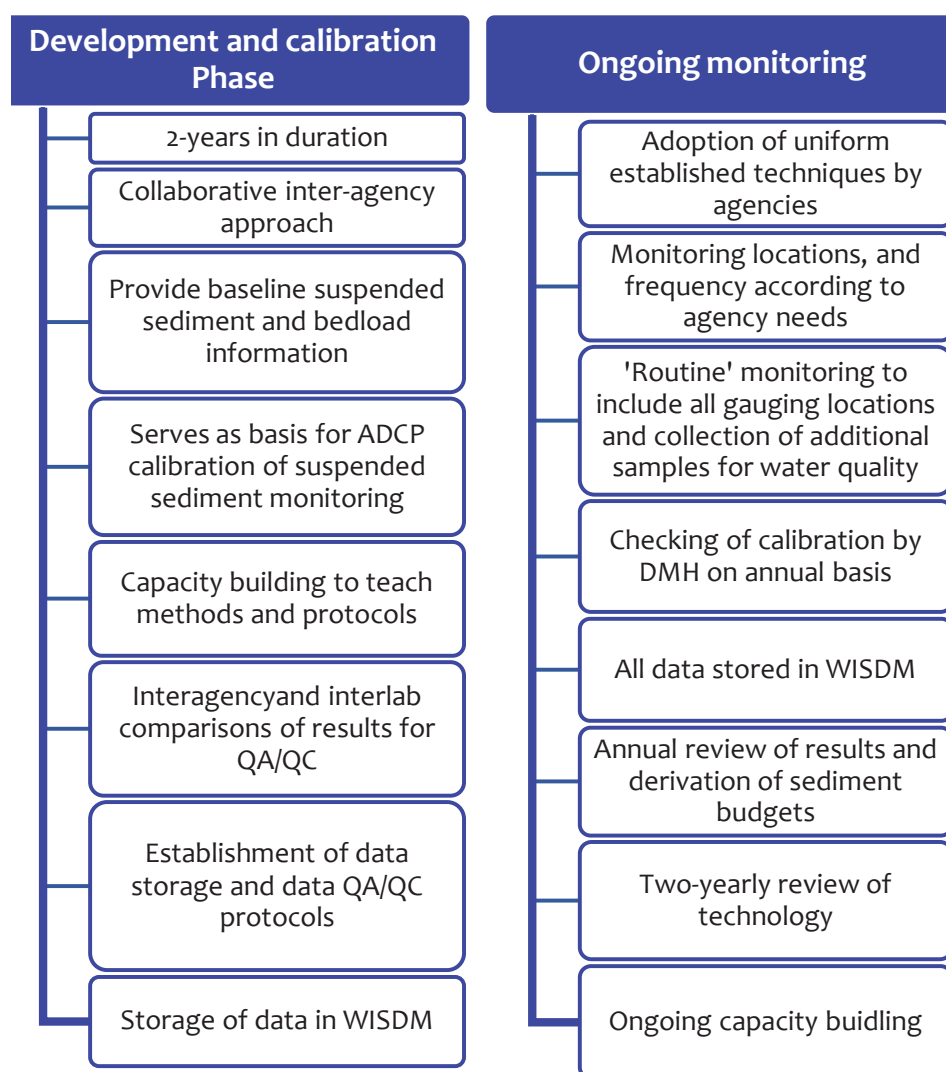 Development and calibration
Phase
2-years in duration
Collaborative inter-agency
approach
Provide baseline suspended
sediment and bedload
information
Serves as basis for ADCP
calibration of suspended
sediment monitoring
Capacity building to teach
methods and protocols
Interagencyand interlab
comparisons of results for
QA/QC
Establishment of data
storage and data QA/QC
protocols
Storage of data in WISDM
Ongoing monitoring
Adoption of uniform
established techniques by
agencies
Monitoring locations, and
frequency according to
agency needs
'Routine' monitoring to
include all gauging locations
and collection of additional
samples for water quality
Checking of calibration by
DMH on annual basis
All data stored in WISDM
Annual review of results and
derivation of sediment
budgets
Two-yearly review of
technology
Ongoing capacity buidling